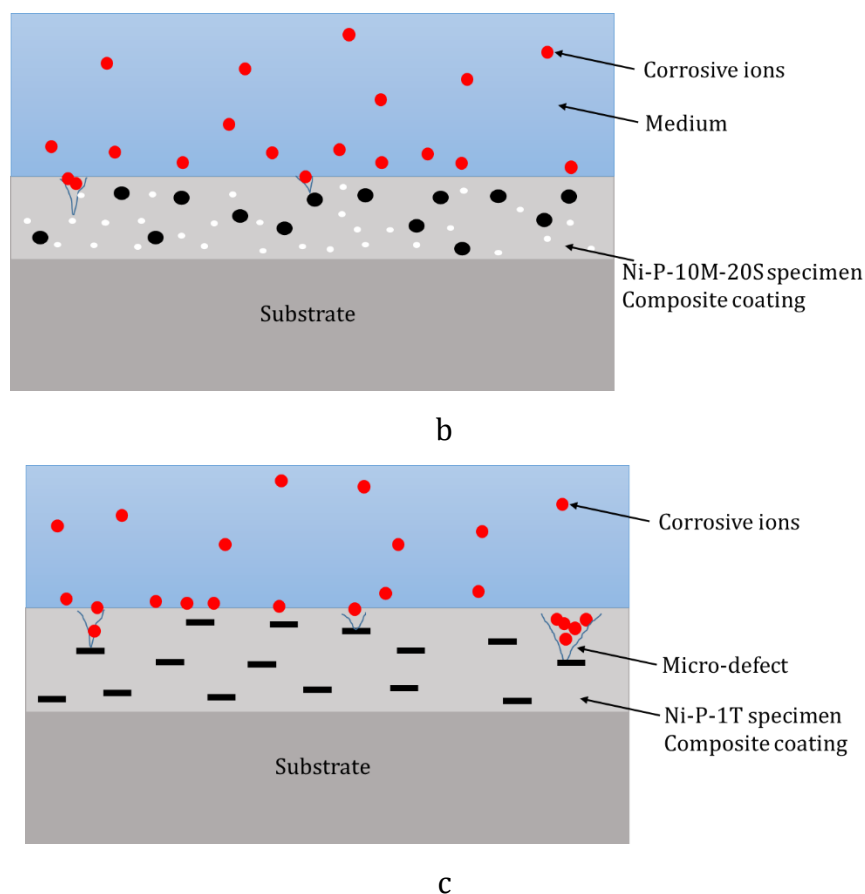 Corrosive ions
Medium
Ni-P-10M-20S specimen
Composite coating
Substrate
b
Corrosive ions
Micro-defect
Ni-P-1T specimen
Composite coating
Substrate
c